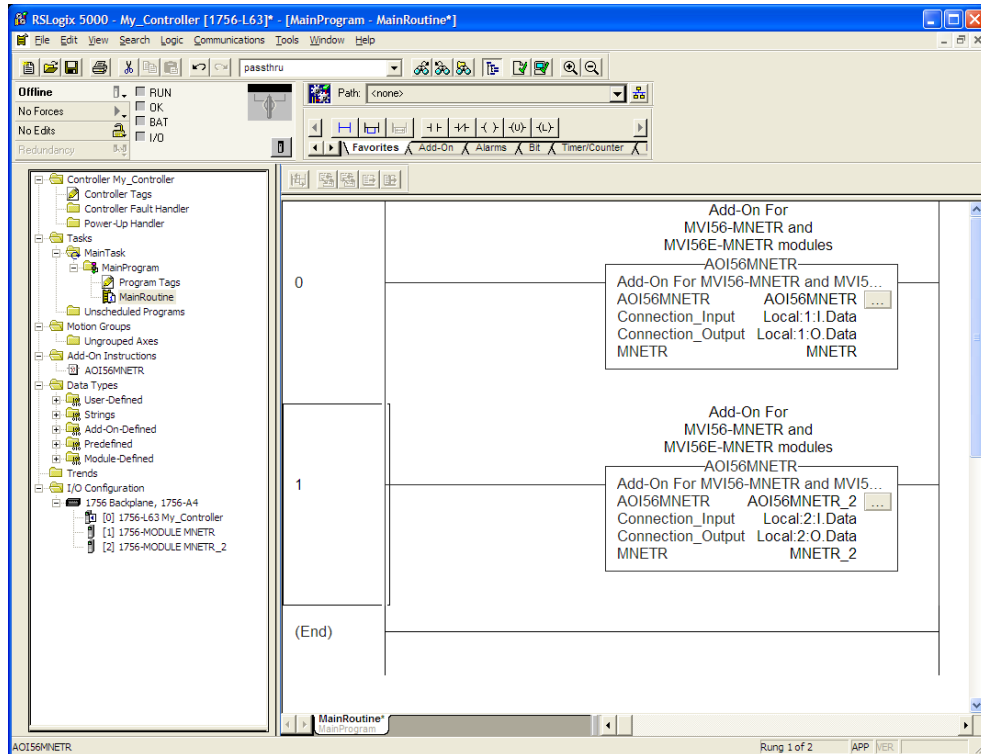 RSLogix 5000 - My_Controller [1756-L63]* - [MainProgram - MainRoutine*]
File Edit View Search Logic Communications Tools Window Help
passthru
Offline
RUN
No Forces
OK
No Edits
BAT
Redundancy
I/O
Path: <none>
Favorites Add-On Alarms Bit Timer/Counter
Controller My_Controller
Controller Tags
Controller Fault Handler
Power-Up Handler
Tasks
MainTask
MainProgram
Program Tags
MainRoutine
Unscheduled Programs
Motion Groups
Ungrouped Axes
Add-On Instructions
AOI56MNETR
Data Types
User-Defined
Strings
Add-On-Defined
Predefined
Module-Defined
Trends
I/O Configuration
1756 Backplane, 1756-A4
[0] 1756-L63 My_Controller
[1] 1756-MODULE MNETR
[2] 1756-MODULE MNETR_2
0
Add-On For
MVI56-MNETR and
MVI56E-MNETR modules
AOI56MNETR
Add-On For MVI56-MNETR and MVI5...
AOI56MNETR AOI56MNETR ...
Connection_Input Local:1:I.Data
Connection_Output Local:1:O.Data
MNETR MNETR
1
Add-On For
MVI56-MNETR and
MVI56E-MNETR modules
AOI56MNETR
Add-On For MVI56-MNETR and MVI5...
AOI56MNETR AOI56MNETR_2 ...
Connection_Input Local:2:I.Data
Connection_Output Local:2:O.Data
MNETR MNETR_2
(End)
MainRoutine*
MainProgram
AOI56MNETR
Rung 1 of 2 APP VER